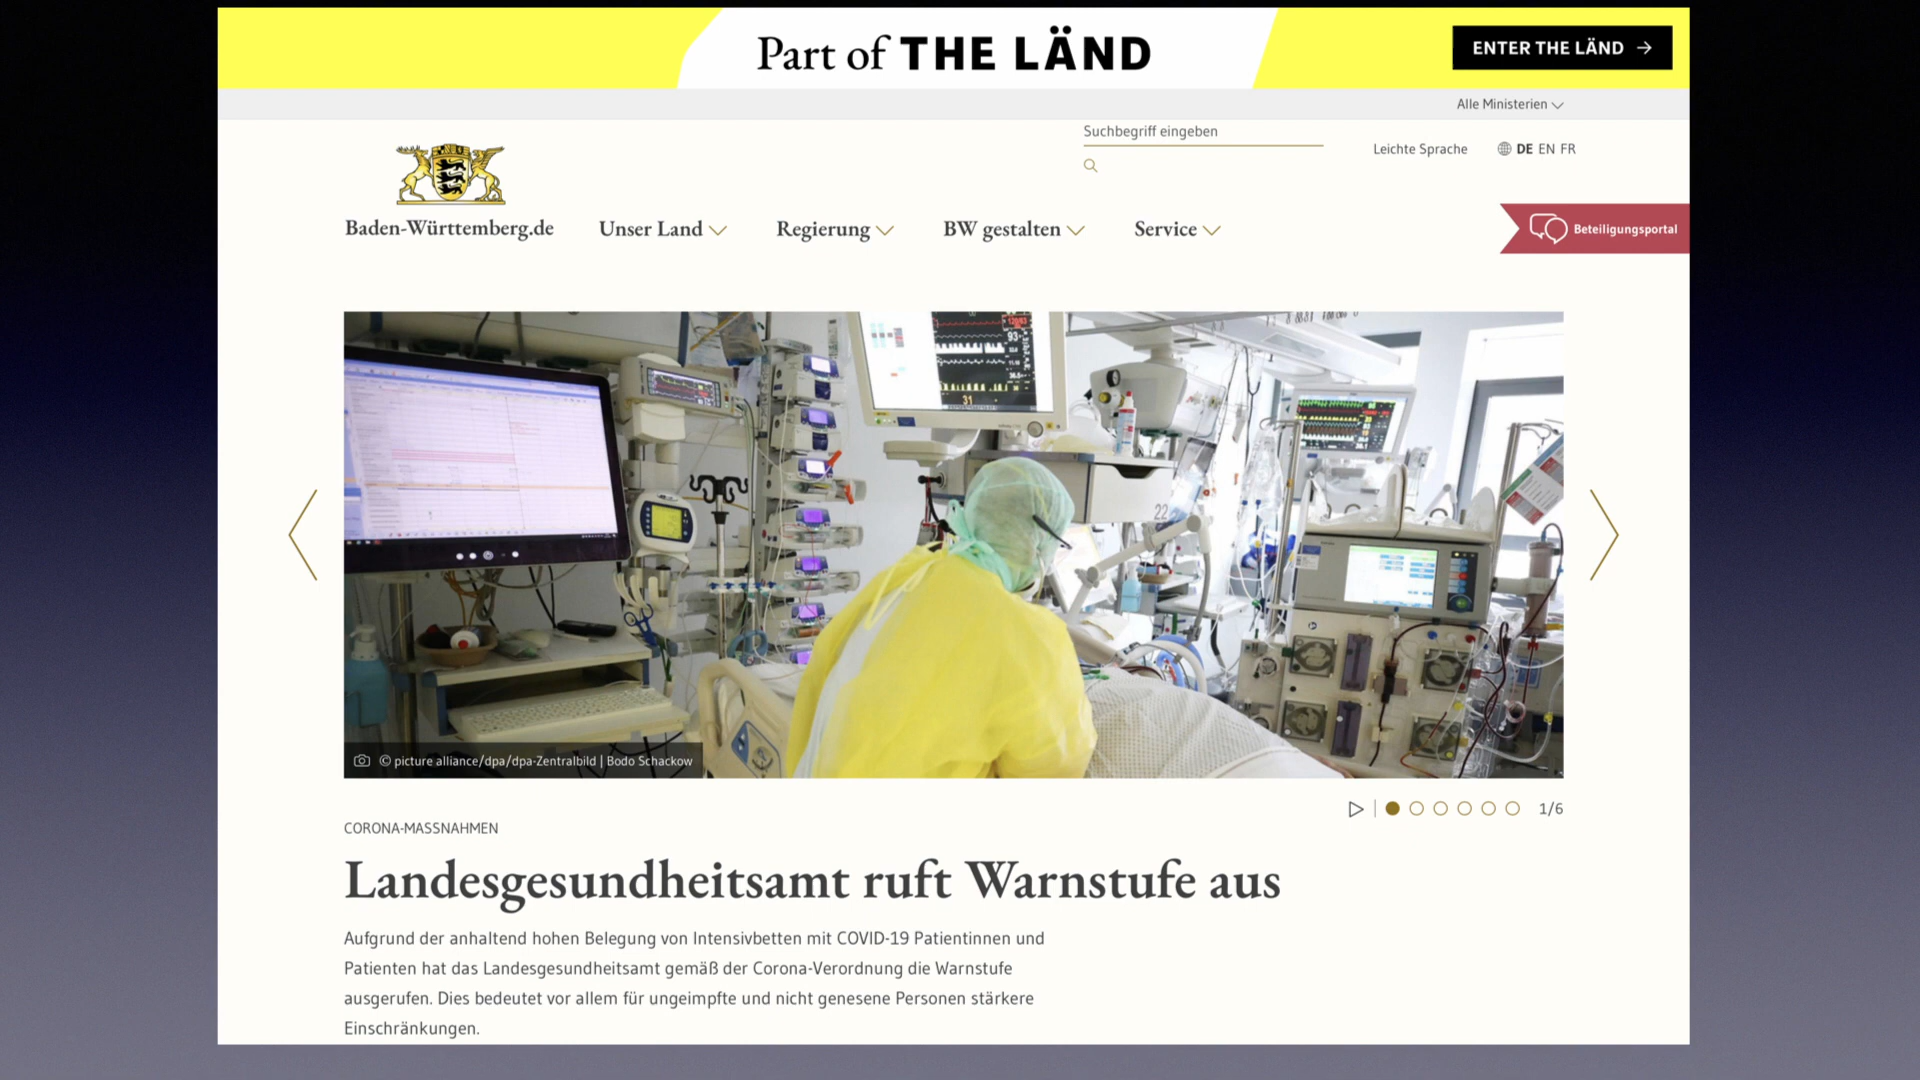 Part of THE LÄND
ENTER THE LÄND
Alle Ministerien
Suchbegriff eingeben
Leichte Sprache
DE EN FR
Baden-Württemberg.de
Unser Land
Regierung
BW gestalten
Service
Beteiligungsportal
93
31
22
© picture alliance/dpa/dpa-Zentralbild | Bodo Schackow
1/6
CORONA-MASSNAHMEN
Landesgesundheitsamt ruft Warnstufe aus
Aufgrund der anhaltend hohen Belegung von Intensivbetten mit COVID-19 Patientinnen und
Patienten hat das Landesgesundheitsamt gemäß der Corona-Verordnung die Warnstufe
ausgerufen. Dies bedeutet vor allem für ungeimpfte und nicht genesene Personen stärkere
Einschränkungen.